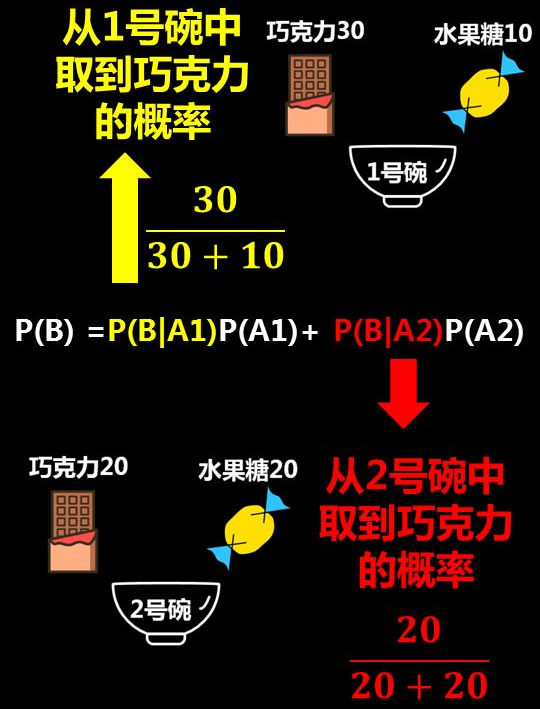 从1号碗中
取到巧克力
的概率
巧克力30
水果糖10
1号碗
30
30 + 10
P(B) =P(B|A1)P(A1)+ P(B|A2)P(A2)
巧克力20
水果糖20
2号碗
从2号碗中
取到巧克力
的概率
20
20 + 20